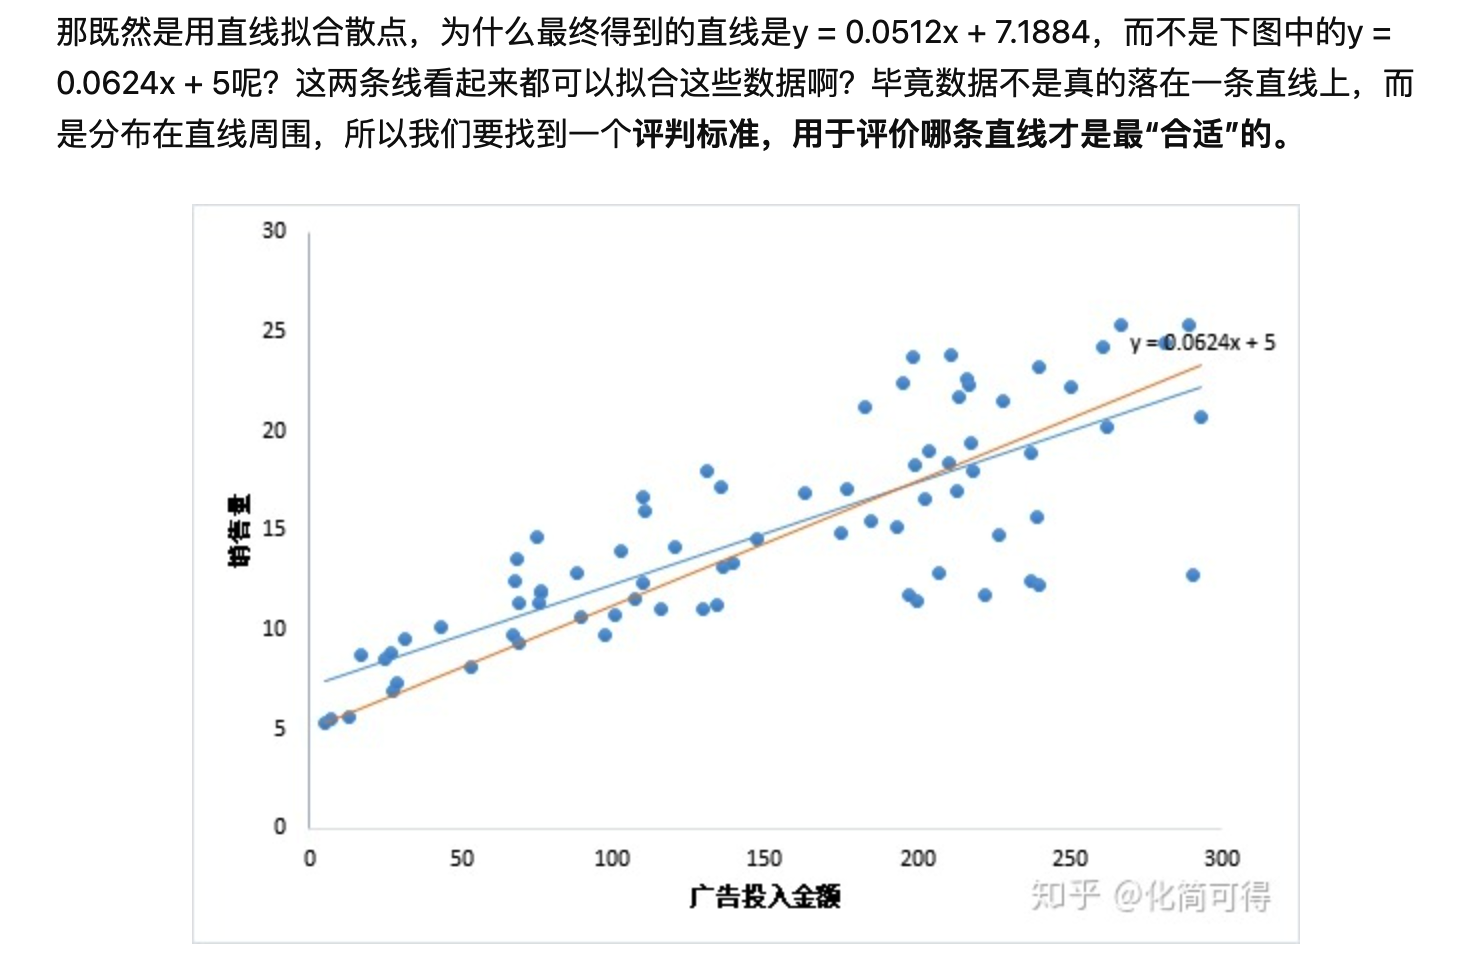 那既然是用直线拟合散点，为什么最终得到的直线是y = 0.0512x + 7.1884，而不是下图中的y =
0.0624x + 5呢？这两条线看起来都可以拟合这些数据啊？毕竟数据不是真的落在一条直线上，而
是分布在直线周围，所以我们要找到一个评判标准，用于评价哪条直线才是最“合适”的。
30
25
y = 0.0624x + 5
20
销售量
15
10
5
0
0 50 100 150 200 250 300
广告投入金额
知乎 @化简可得